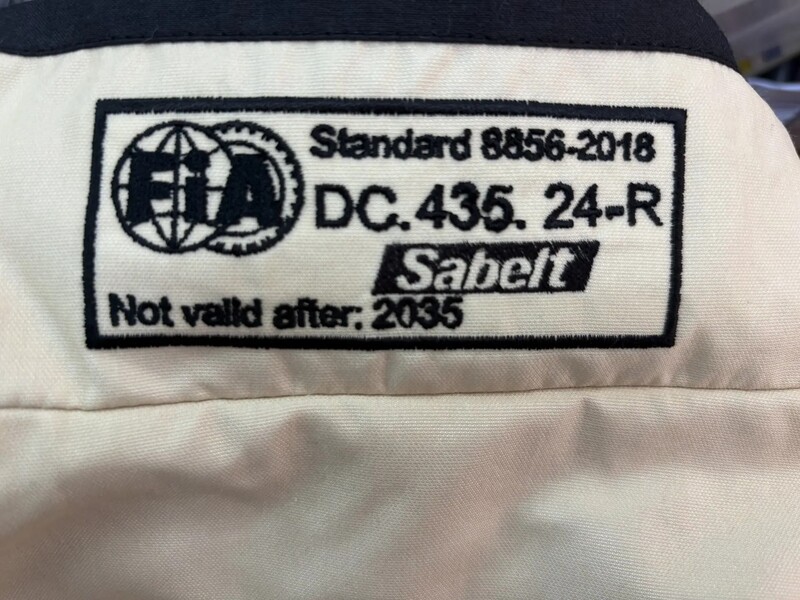 FiA
Standard 8856-2018
DC. 435. 24-R
Sabelt
Not valid after: 2035